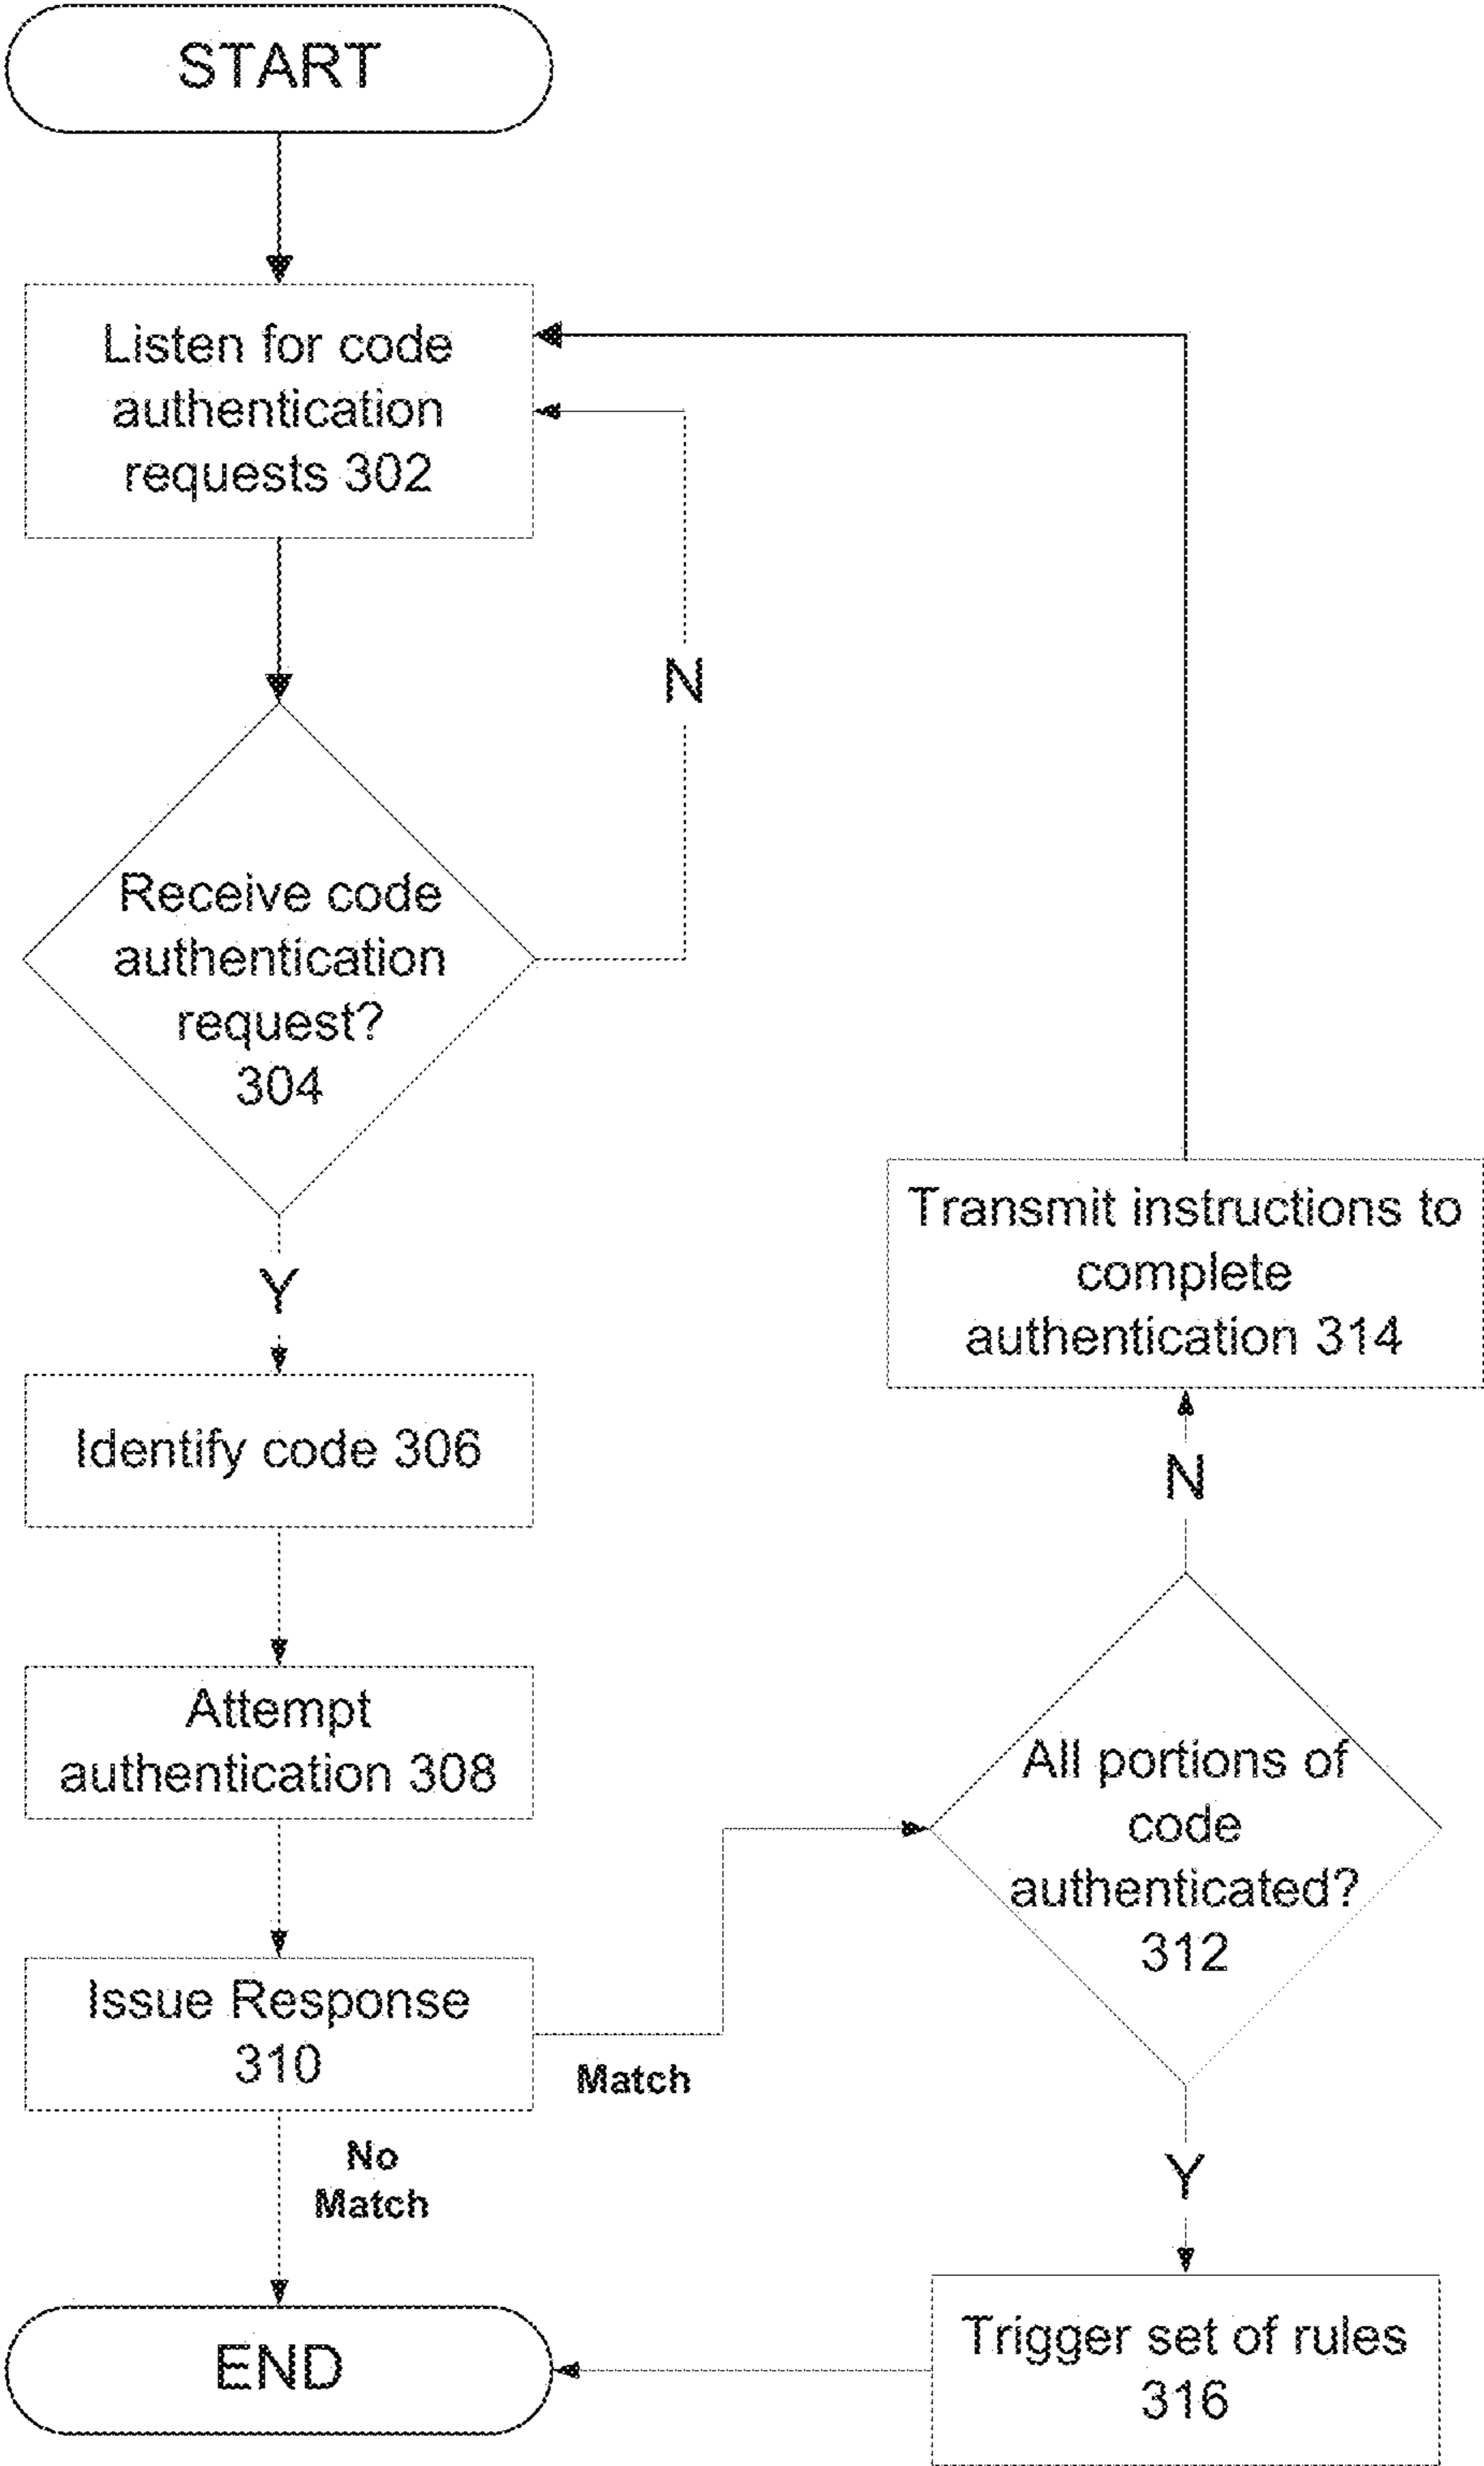 START
Listen for code
authentication
requests 302
N
Receive code
authentication
request?
304
Y
Identify code 306
Attempt
authentication 308
Issue Response
310
Match
No
Match
END
Transmit instructions to
complete
authentication 314
N
All portions of
code
authenticated?
312
Y
Trigger set of rules
316